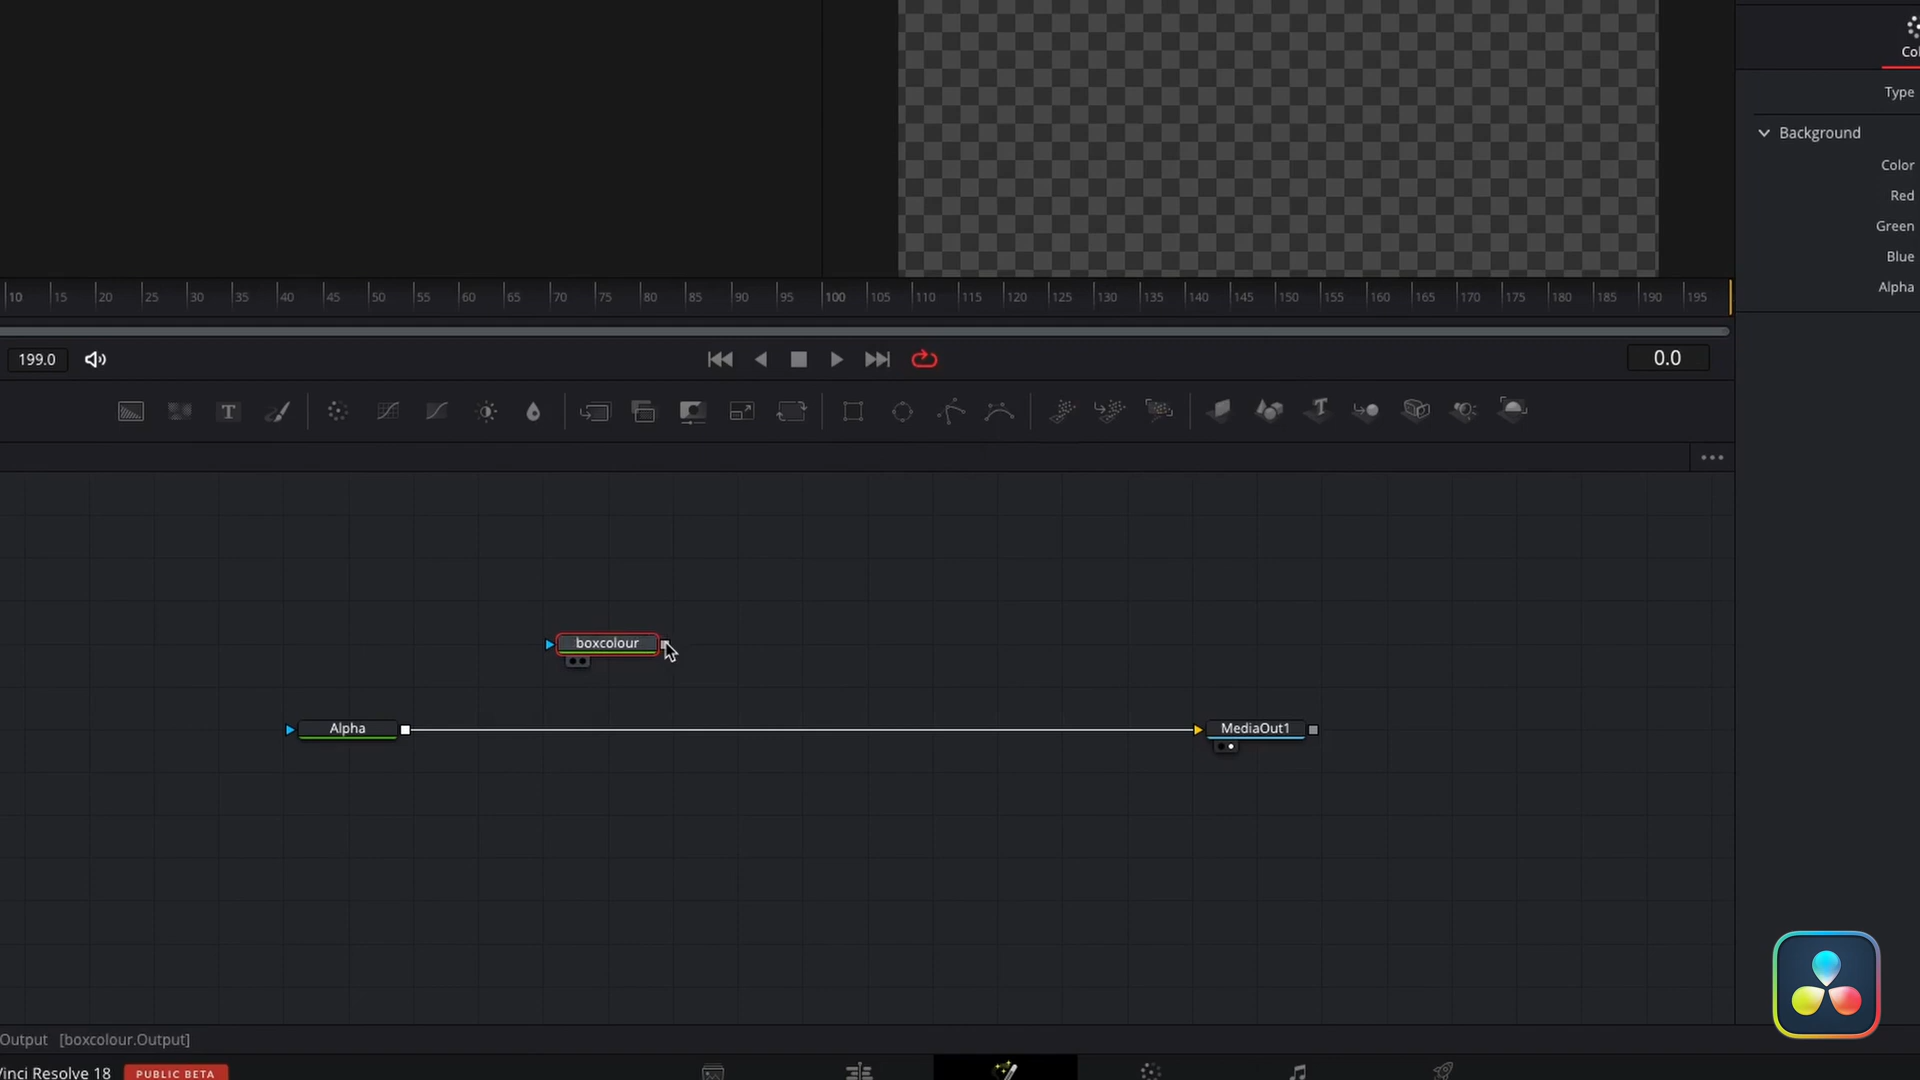 Co
Type
Background
Color
Red
Green
Blue
Alpha
10 15 20 25 30 35 40 45 50 55 60 65 70 75 80 85 90 95 100 105 110 115 120 125 130 135 140 145 150 155 160 165 170 175 180 185 190 195
199.0
0.0
boxcolour
Alpha
MediaOut1
Output [boxcolour.Output]
Vinci Resolve 18 PUBLIC BETA